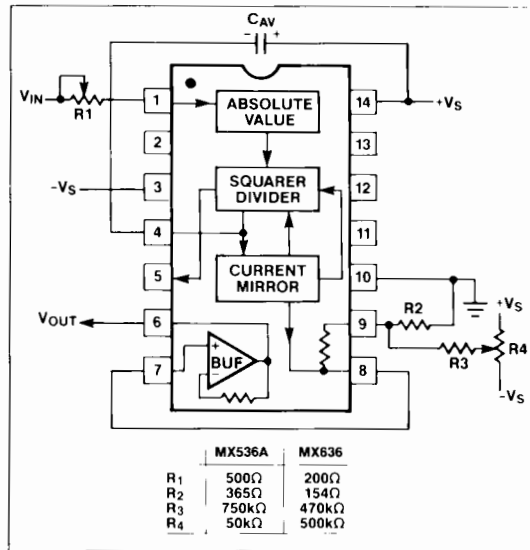 CAV
- +
VIN R1 1 ABSOLUTE VALUE 14 +VS
2 13
-VS 3 SQUARER DIVIDER 12
4 11
5 CURRENT MIRROR 10
VOUT 6 9 R2 +VS
7 + - BUF 8 R3 R4
-VS
MX536A MX636
R1 500Ω 200Ω
R2 365Ω 154Ω
R3 750kΩ 470kΩ
R4 50kΩ 500kΩ